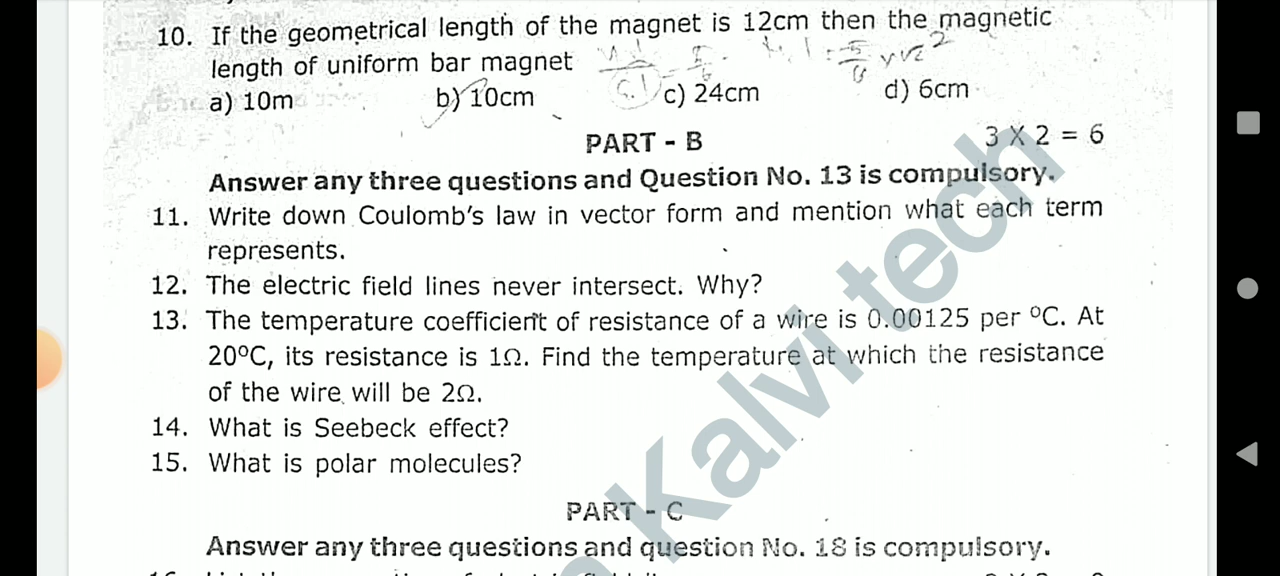 10. If the geometrical length of the magnet is 12cm then the magnetic
length of uniform bar magnet
a) 10m b) 10cm c) 24cm d) 6cm
PART - B 3 X 2 = 6
Answer any three questions and Question No. 13 is compulsory.
11. Write down Coulomb's law in vector form and mention what each term
represents.
12. The electric field lines never intersect. Why?
13. The temperature coefficient of resistance of a wire is 0.00125 per ⁰C. At
20⁰C, its resistance is 1Ω. Find the temperature at which the resistance
of the wire will be 2Ω.
14. What is Seebeck effect?
15. What is polar molecules?
PART - C
Answer any three questions and question No. 18 is compulsory.
Kalvi tech